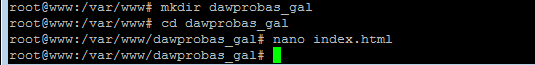 root@www:/var/www# mkdir dawprobas_gal
root@www:/var/www# cd dawprobas_gal
root@www:/var/www/dawprobas_gal# nano index.html
root@www:/var/www/dawprobas_gal#